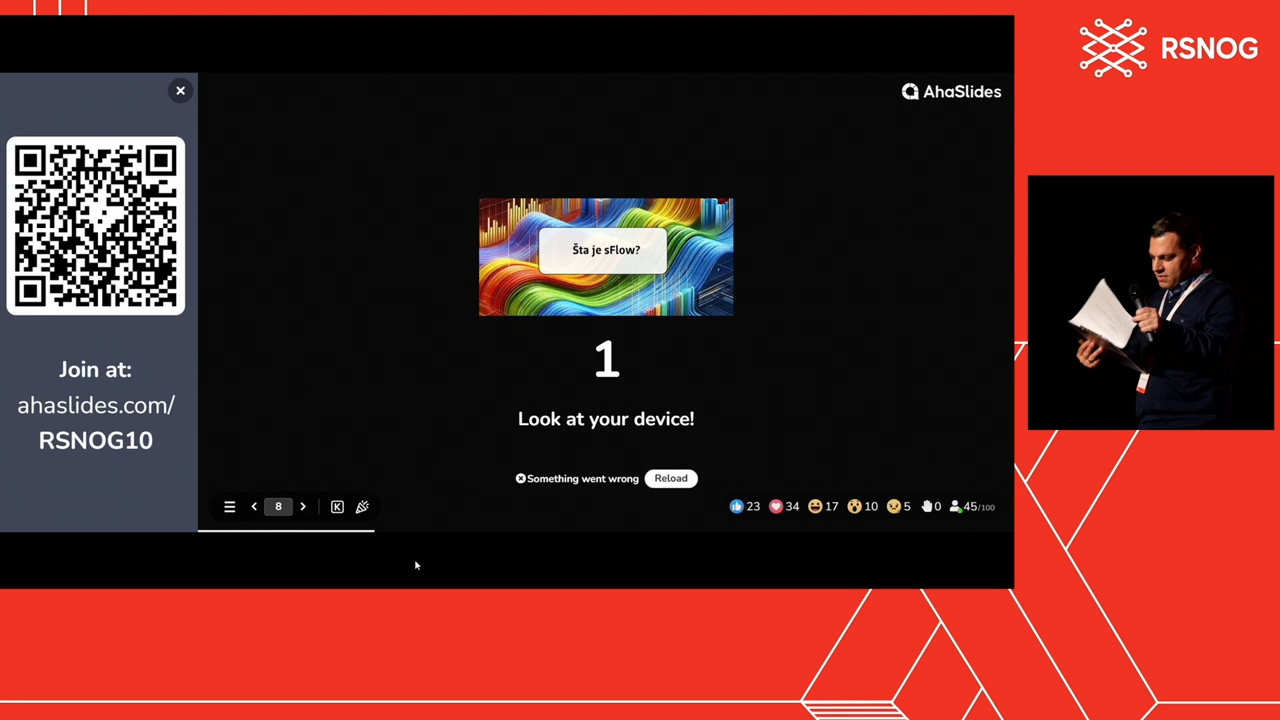 RSNOG
AhaSlides
Šta je sFlow?
1
Look at your device!
Something went wrong
Reload
Join at:
ahaslides.com/
RSNOG10
8
K
23
34
17
10
5
0
45/100